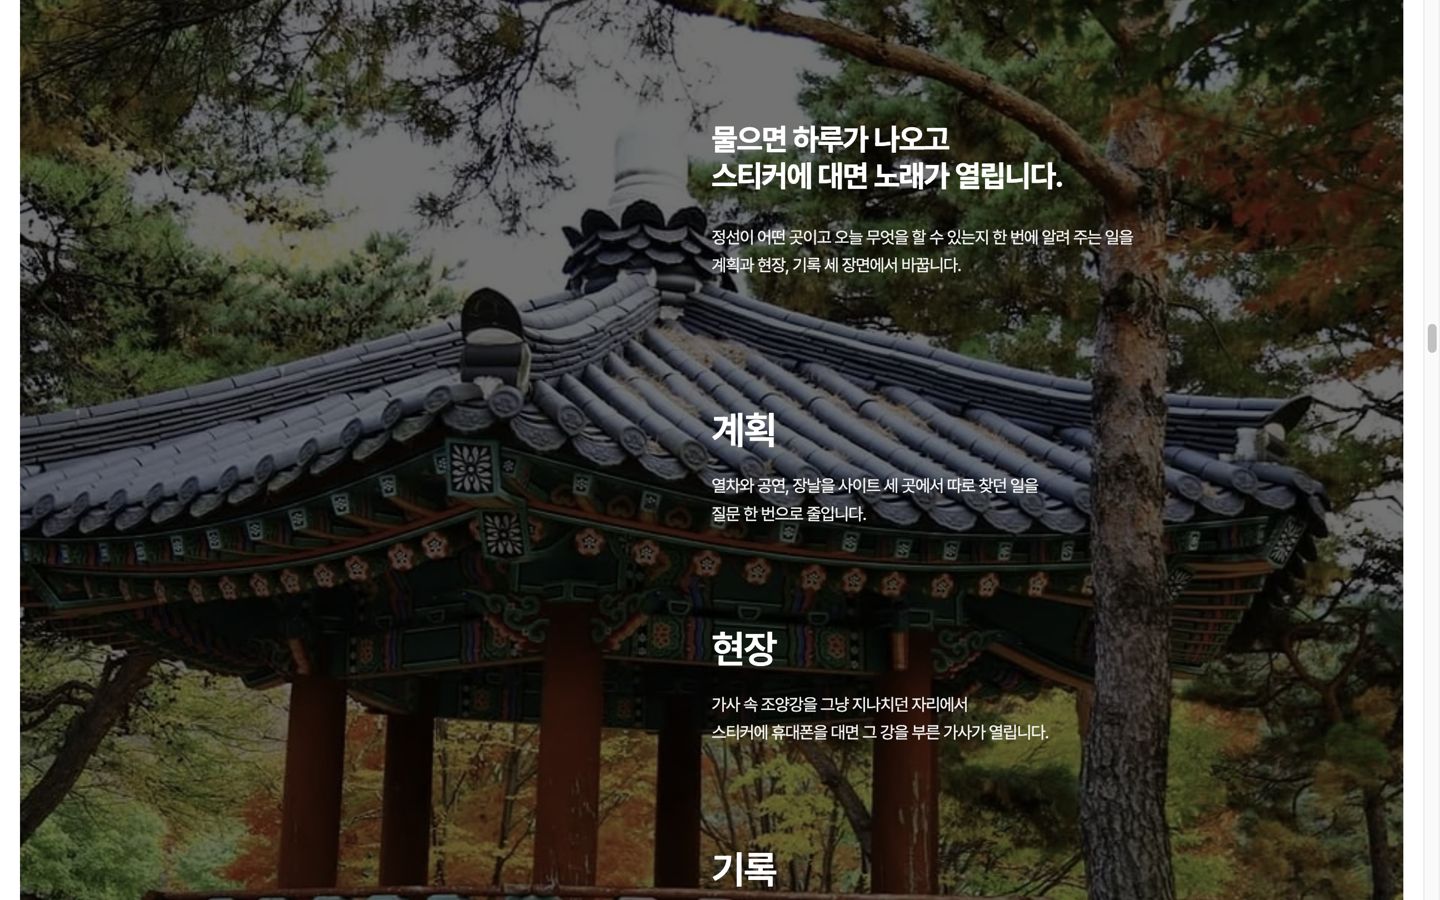 물으면 하루가 나오고
스티커에 대면 노래가 열립니다.
정선이 어떤 곳이고 오늘 무엇을 할 수 있는지 한 번에 알려 주는 일을
계획과 현장, 기록 세 장면에서 바꿉니다.
계획
열차와 공연, 장날을 사이트 세 곳에서 따로 찾던 일을
질문 한 번으로 줄입니다.
현장
가사 속 조양강을 그냥 지나치던 자리에서
스티커에 휴대폰을 대면 그 강을 부른 가사가 열립니다.
기록